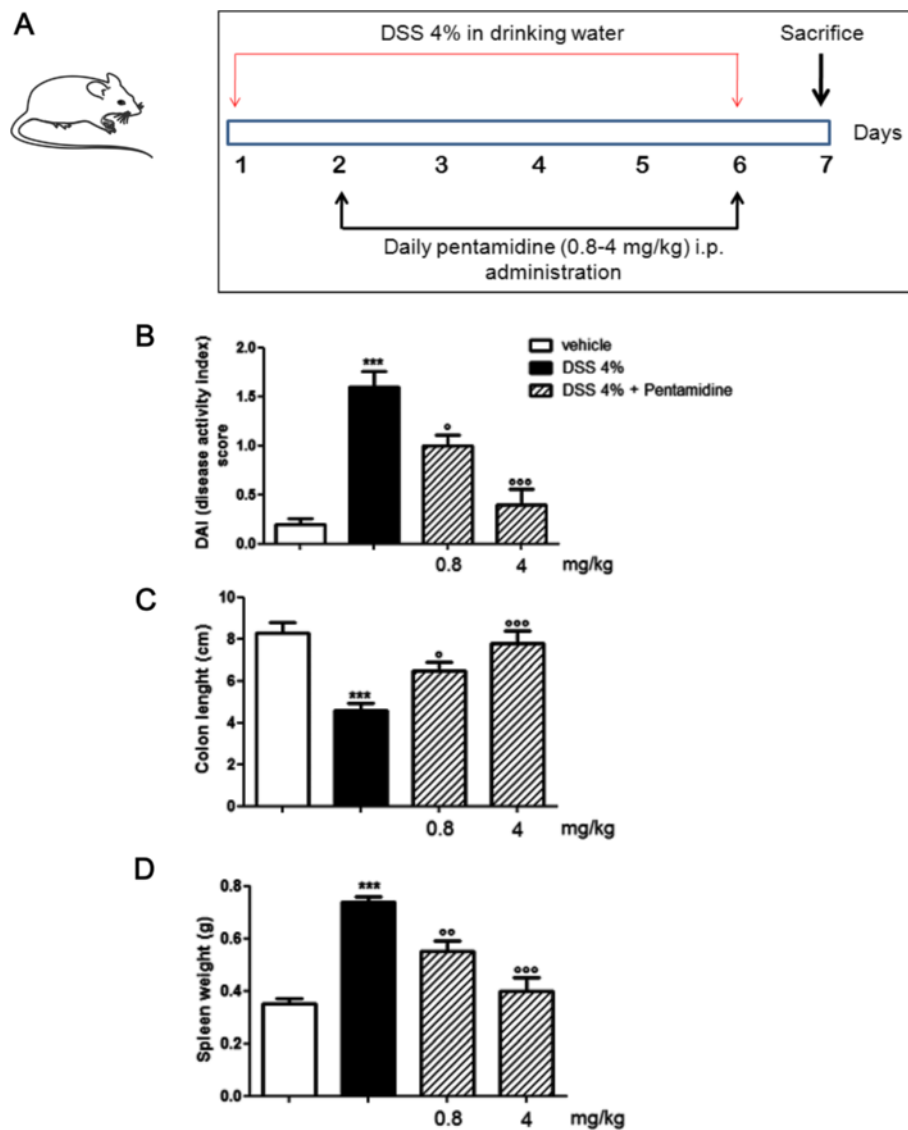 A
DSS 4% in drinking water
Sacrifice
Days
1 2 3 4 5 6 7
Daily pentamidine (0.8-4 mg/kg) i.p.
administration
B
DAI (disease activity index)
score
2.0
1.5
1.0
0.5
0.0
***
°
°°°
vehicle
DSS 4%
DSS 4% + Pentamidine
0.8 4 mg/kg
C
Colon lenght (cm)
10
8
6
4
2
0
***
°
°°°
0.8 4 mg/kg
D
Spleen weight (g)
0.8
0.6
0.4
0.2
0.0
***
°°
°°°
0.8 4 mg/kg